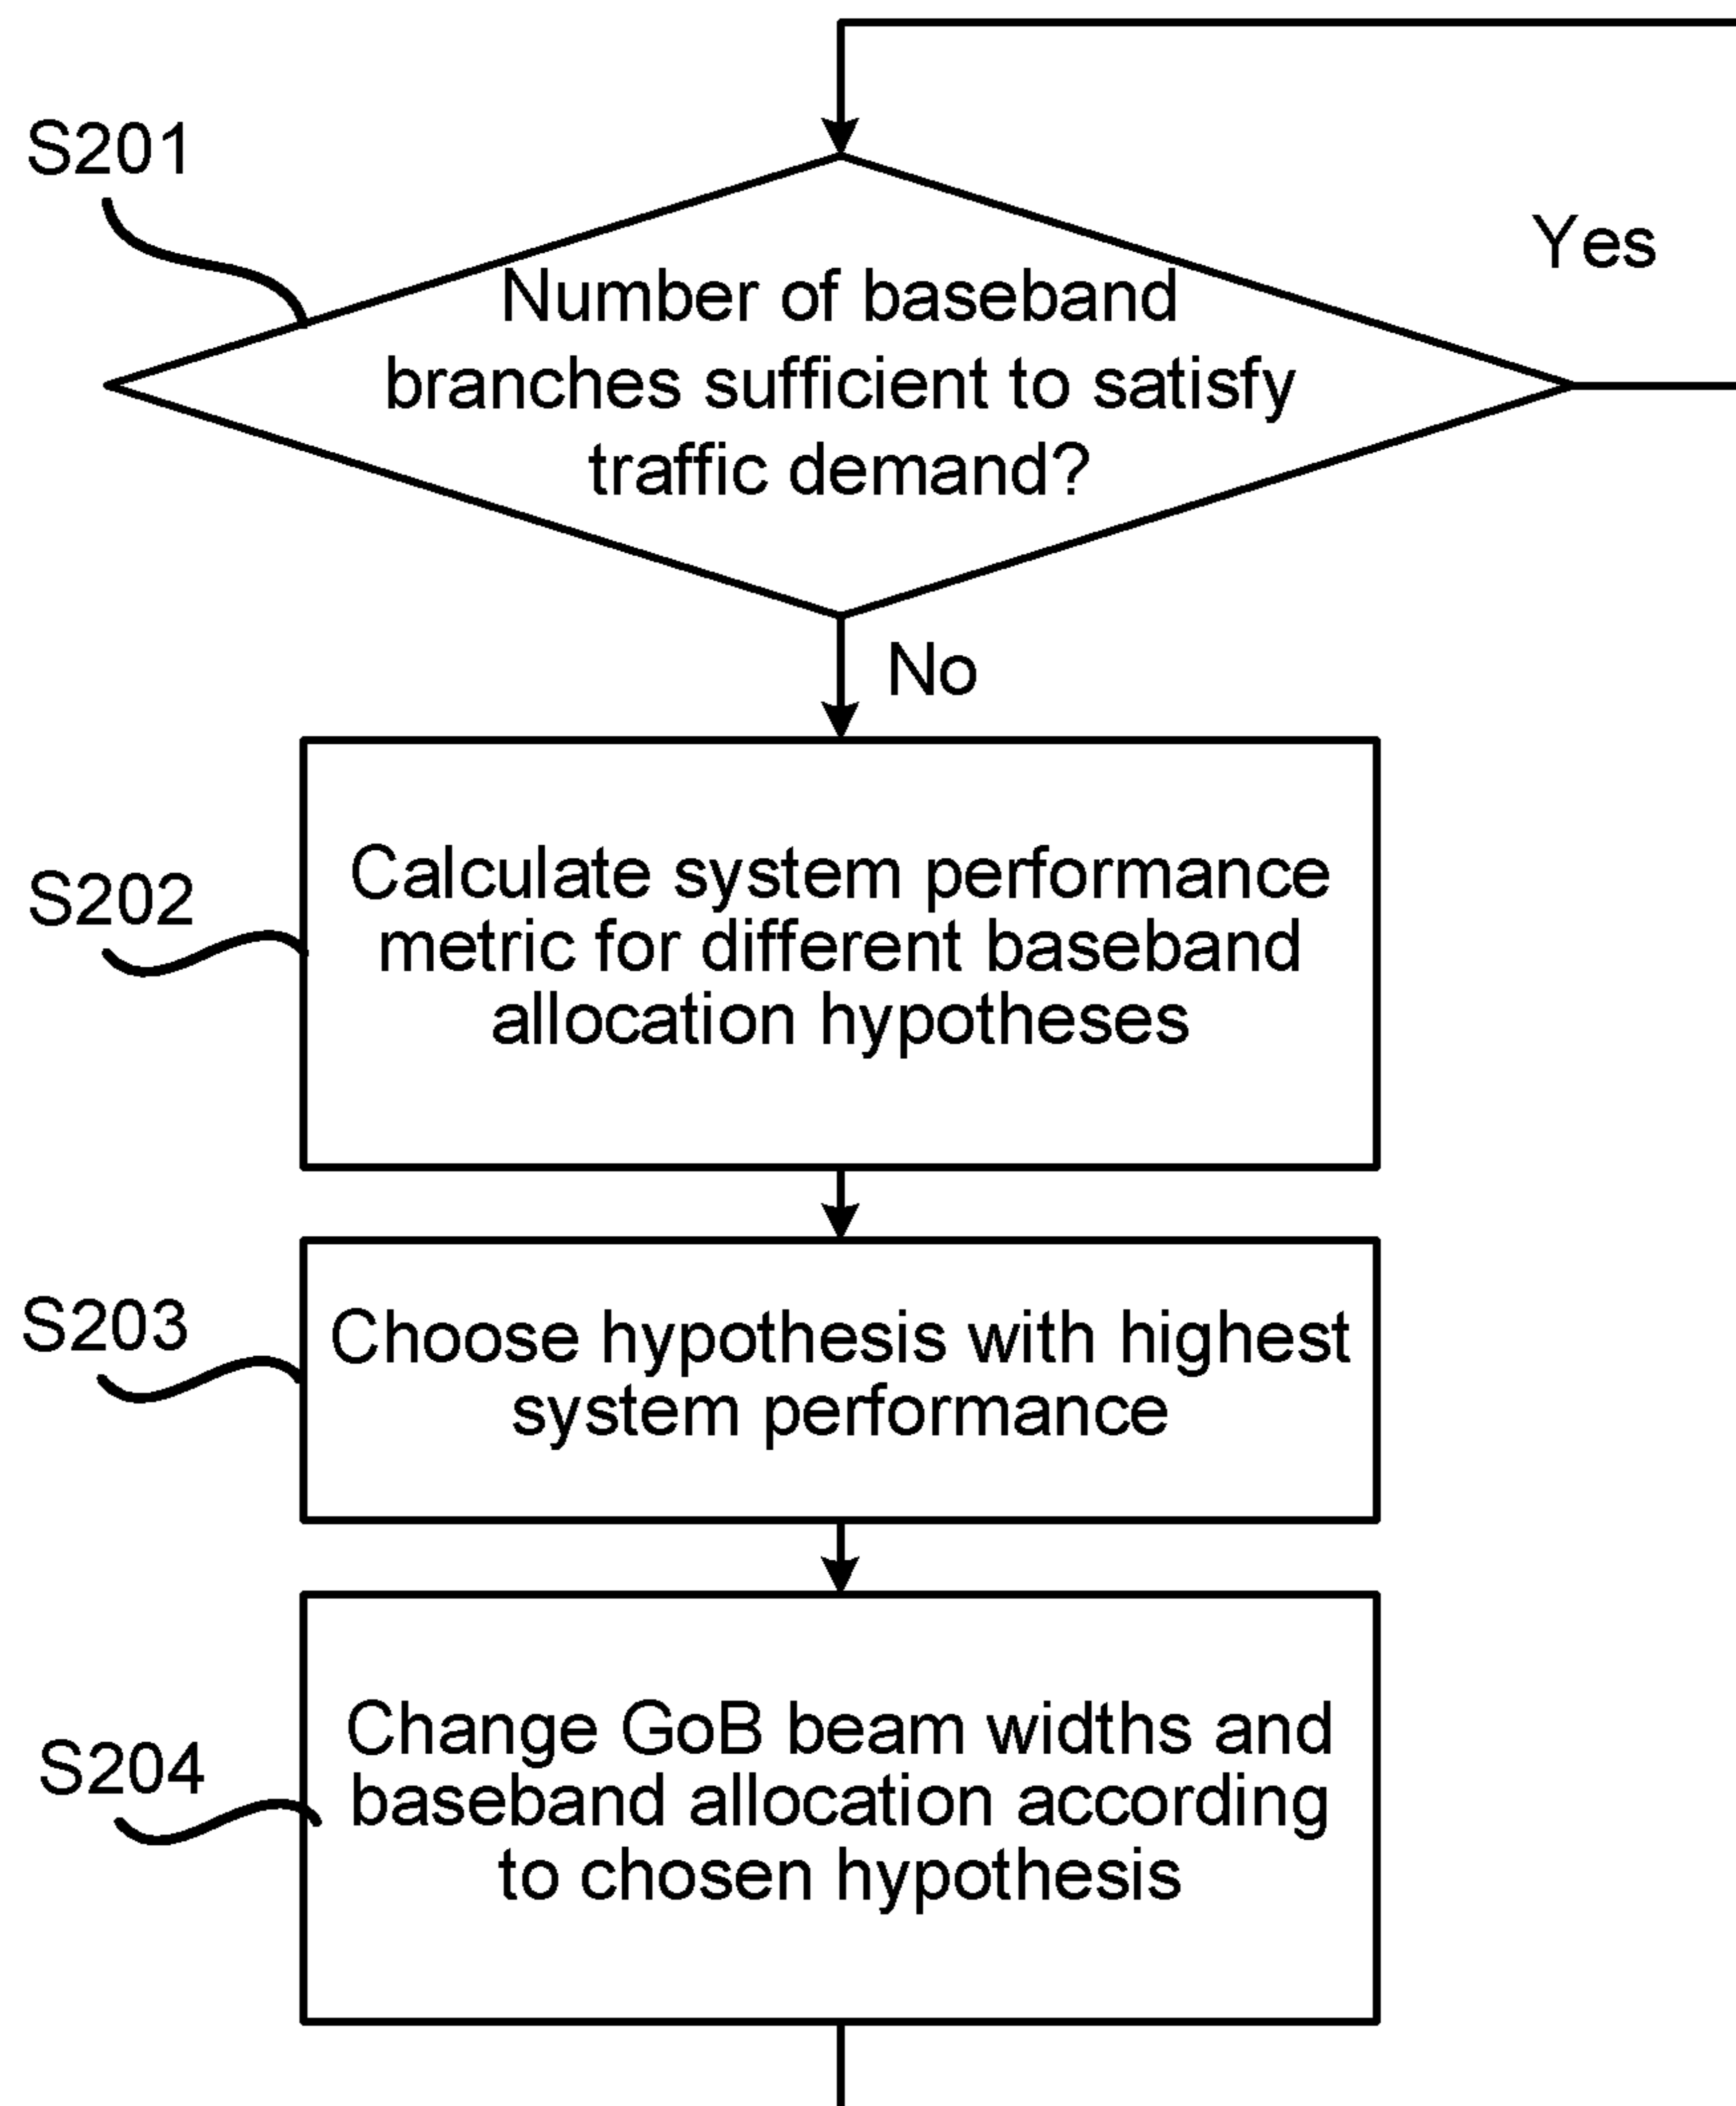 S201
Yes
Number of baseband
branches sufficient to satisfy
traffic demand?
No
S202
Calculate system performance
metric for different baseband
allocation hypotheses
S203
Choose hypothesis with highest
system performance
S204
Change GoB beam widths and
baseband allocation according
to chosen hypothesis